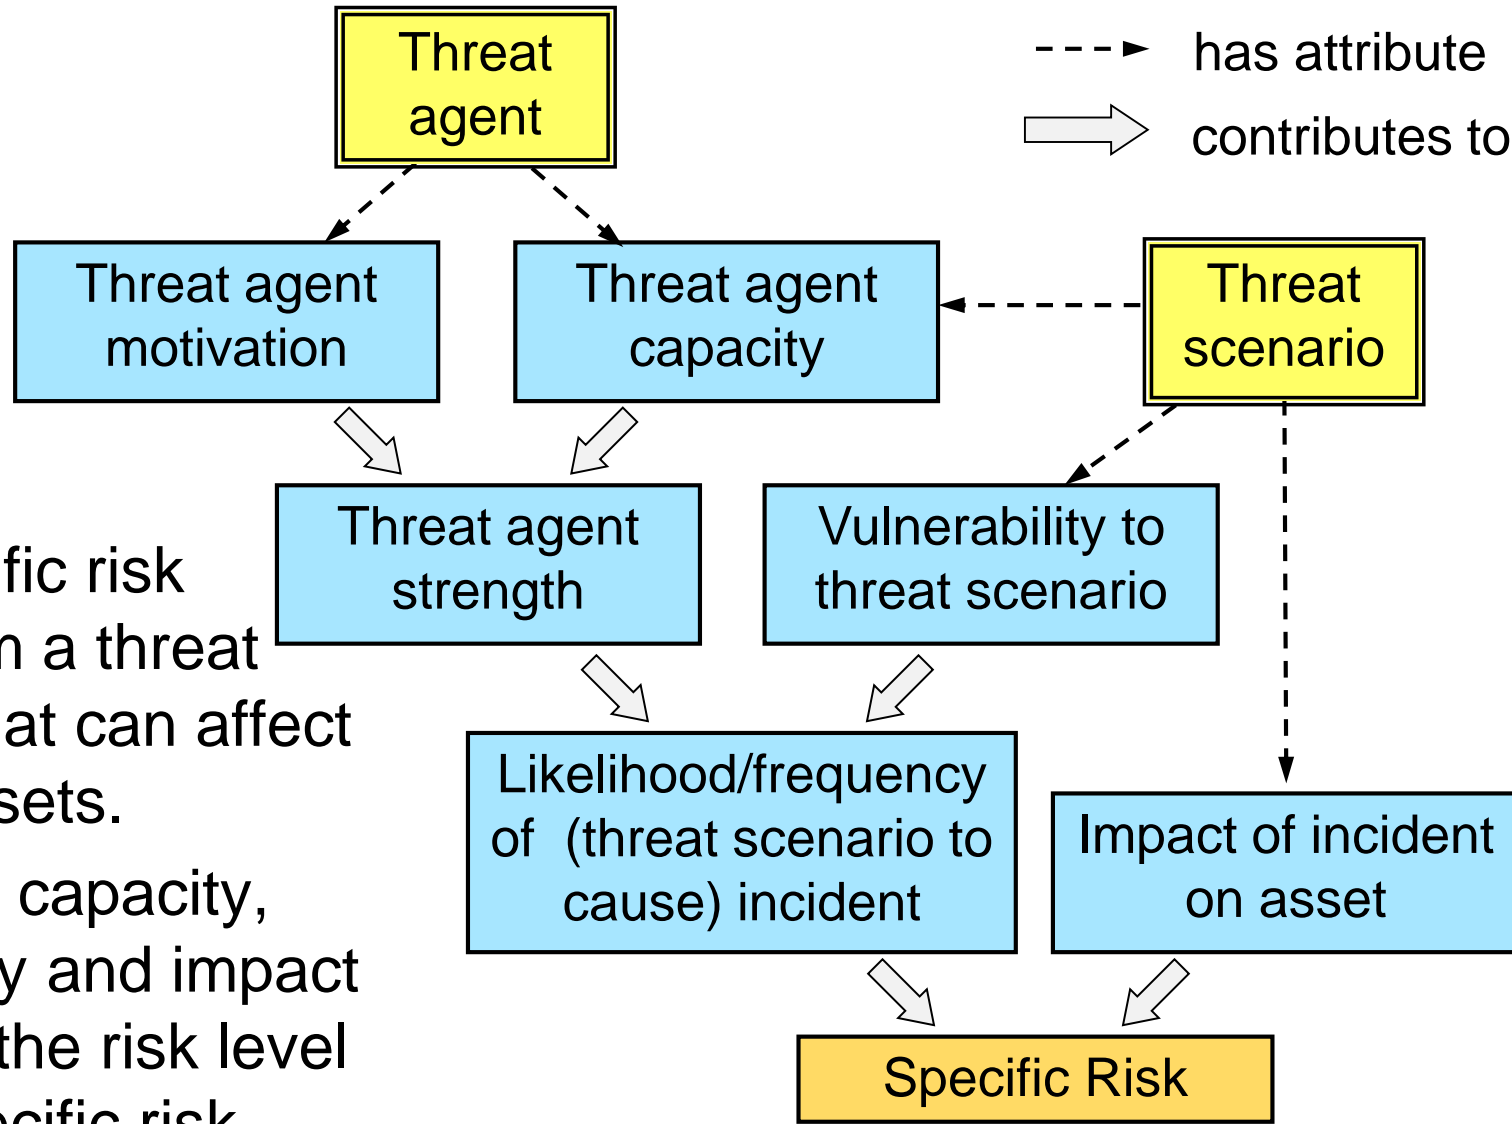 Threat
agent
has attribute
contributes to
Threat agent
motivation
Threat agent
capacity
Threat
scenario
Threat agent
strength
Vulnerability to
threat scenario
fic risk
a threat
at can affect
sets.
capacity,
y and impact
the risk level
cific risk
Likelihood/frequency
of (threat scenario to
cause) incident
Impact of incident
on asset
Specific Risk